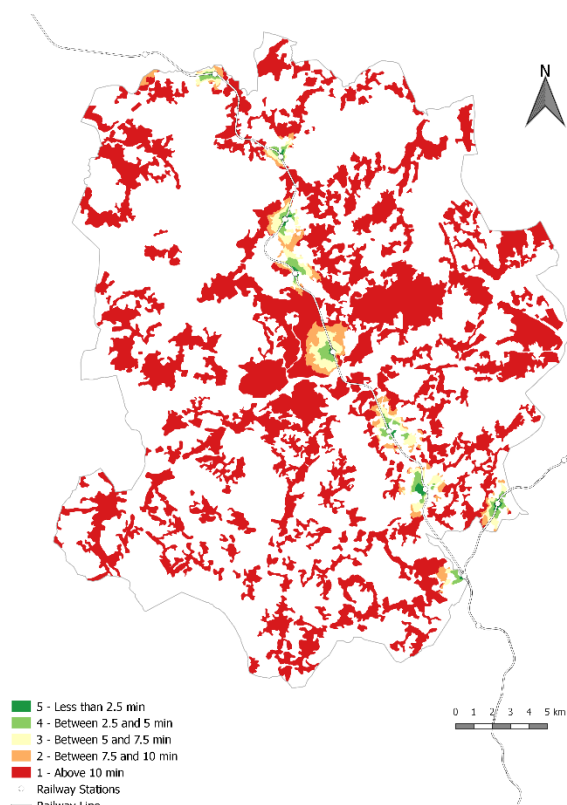 N
5 - Less than 2.5 min
4 - Between 2.5 and 5 min
3 - Between 5 and 7.5 min
2 - Between 7.5 and 10 min
1 - Above 10 min
Railway Stations
Railway Line
0 1 2 3 4 5 km